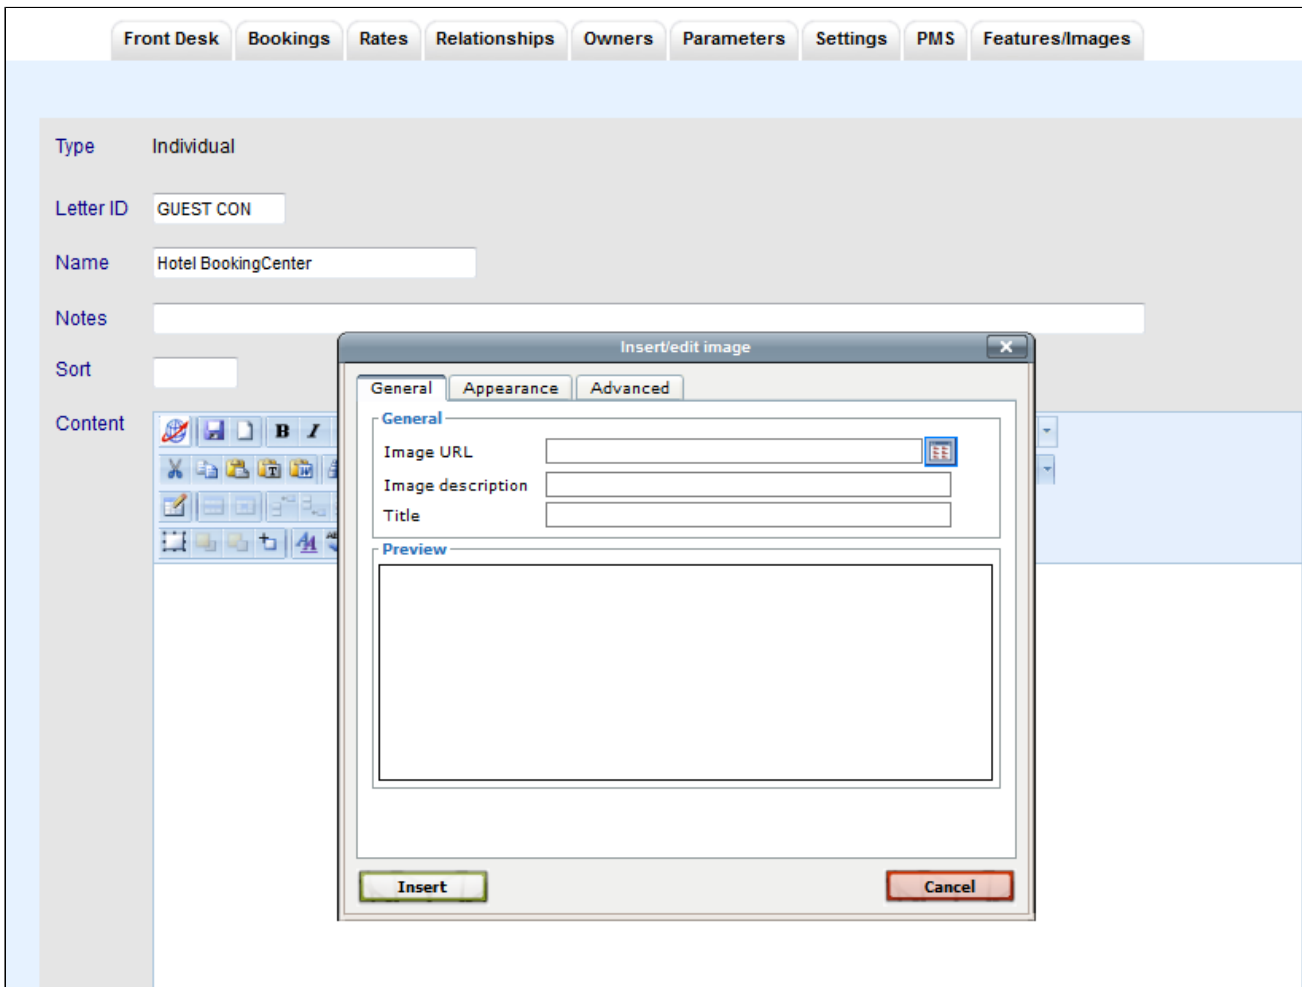 Front Desk Bookings Rates Relationships Owners Parameters Settings PMS Features/Images
Type Individual
Letter ID GUEST CON
Name Hotel BookingCenter
Notes
Sort
Content
B I
Insert/edit image
General Appearance Advanced
General
Image URL
Image description
Title
Preview
Insert Cancel